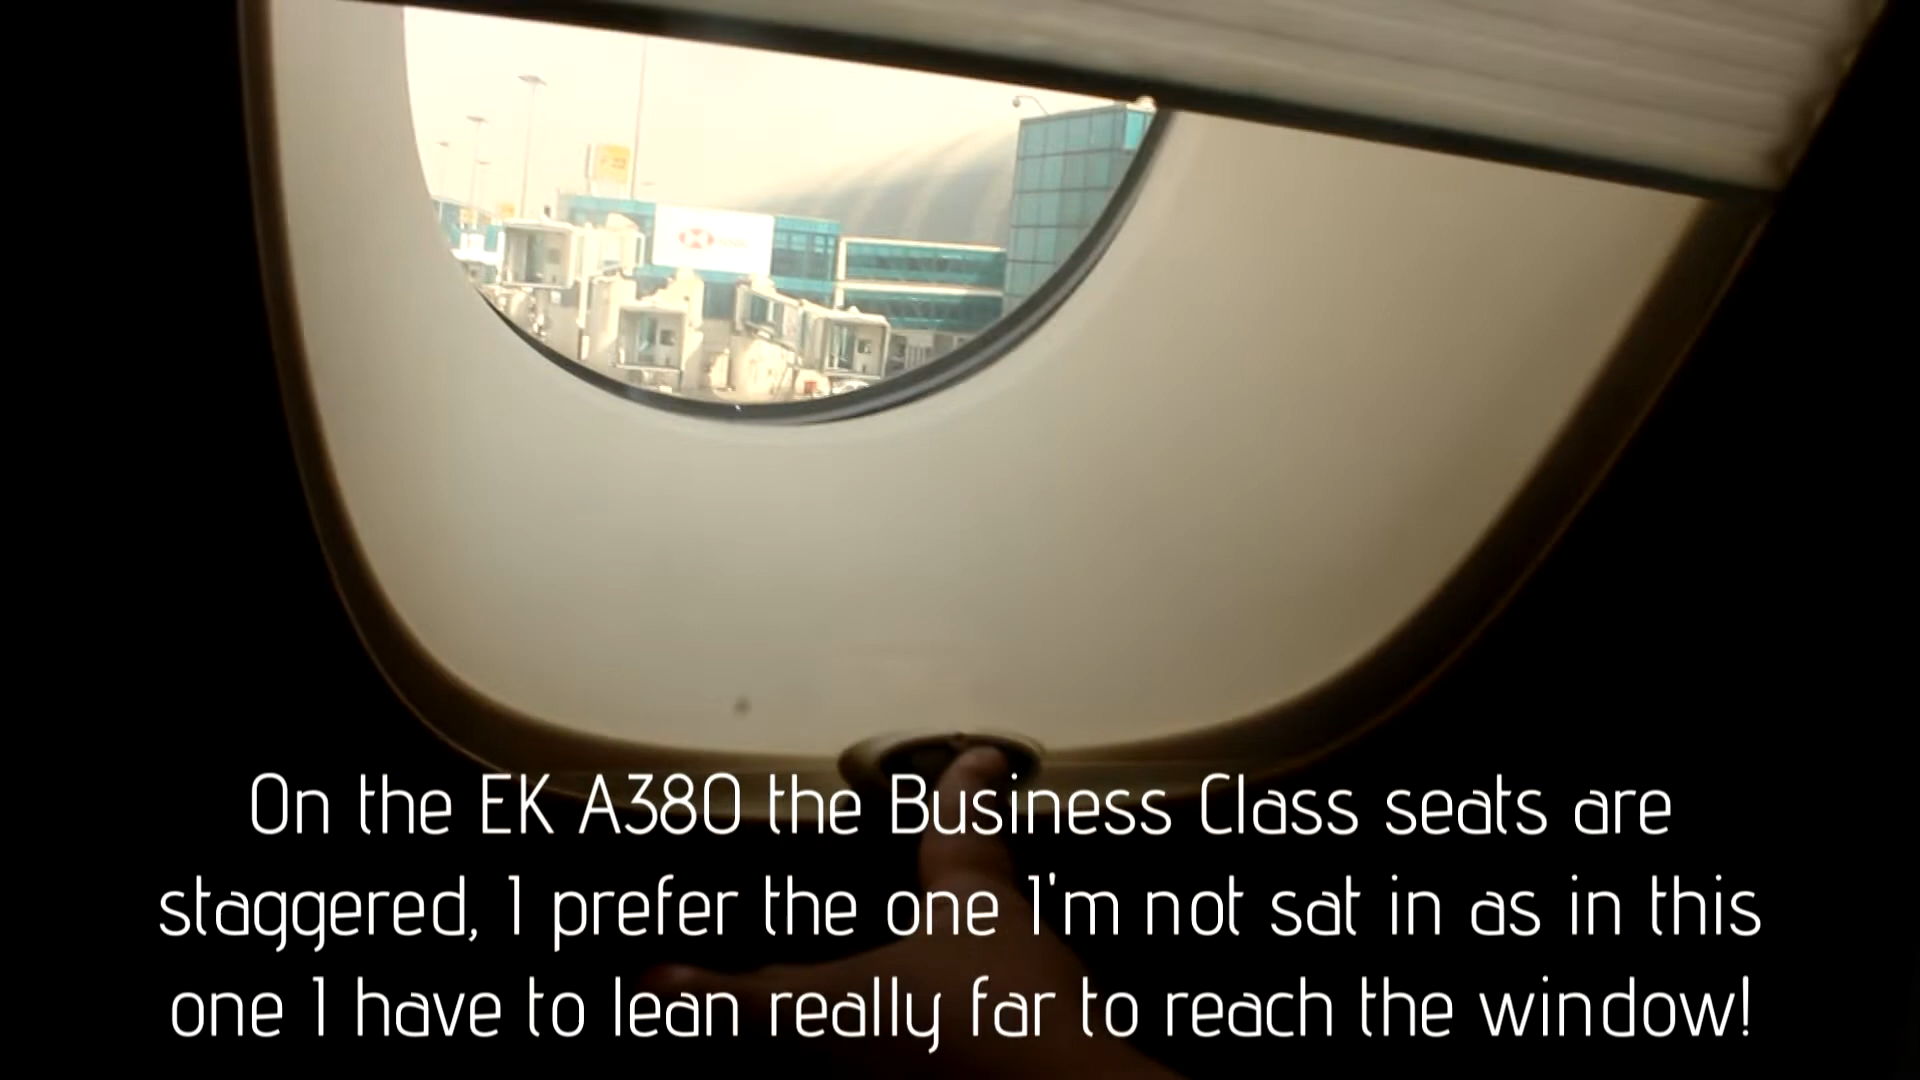 On the EK A380 the Business Class seats are
staggered, I prefer the one I'm not sat in as in this
one I have to lean really far to reach the window!